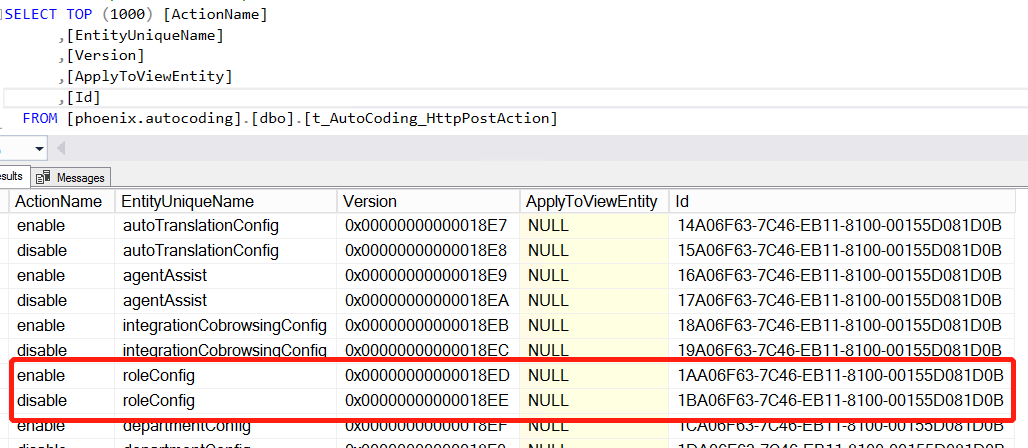 SELECT TOP (1000) [ActionName]
,[EntityUniqueName]
,[Version]
,[ApplyToViewEntity]
,[Id]
FROM [phoenix.autocoding].[dbo].[t_AutoCoding_HttpPostAction]
esults Messages
ActionName EntityUniqueName Version ApplyToViewEntity Id
enable autoTranslationConfig 0x00000000000018E7 NULL 14A06F63-7C46-EB11-8100-00155D081D0B
disable autoTranslationConfig 0x00000000000018E8 NULL 15A06F63-7C46-EB11-8100-00155D081D0B
enable agentAssist 0x00000000000018E9 NULL 16A06F63-7C46-EB11-8100-00155D081D0B
disable agentAssist 0x00000000000018EA NULL 17A06F63-7C46-EB11-8100-00155D081D0B
enable integrationCobrowsingConfig 0x00000000000018EB NULL 18A06F63-7C46-EB11-8100-00155D081D0B
disable integrationCobrowsingConfig 0x00000000000018EC NULL 19A06F63-7C46-EB11-8100-00155D081D0B
enable roleConfig 0x00000000000018ED NULL 1AA06F63-7C46-EB11-8100-00155D081D0B
disable roleConfig 0x00000000000018EE NULL 1BA06F63-7C46-EB11-8100-00155D081D0B
enable departmentConfig 0x00000000000018EF NULL 1CA06F63-7C46-EB11-8100-00155D081D0B